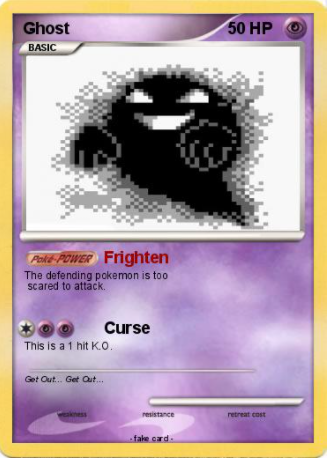 Ghost 50 HP
BASIC
Poké-POWER Frighten
The defending pokemon is too
scared to attack.
Curse
This is a 1 hit K.O.
Get Out... Get Out...
weakness resistance retreat cost
- fake card -